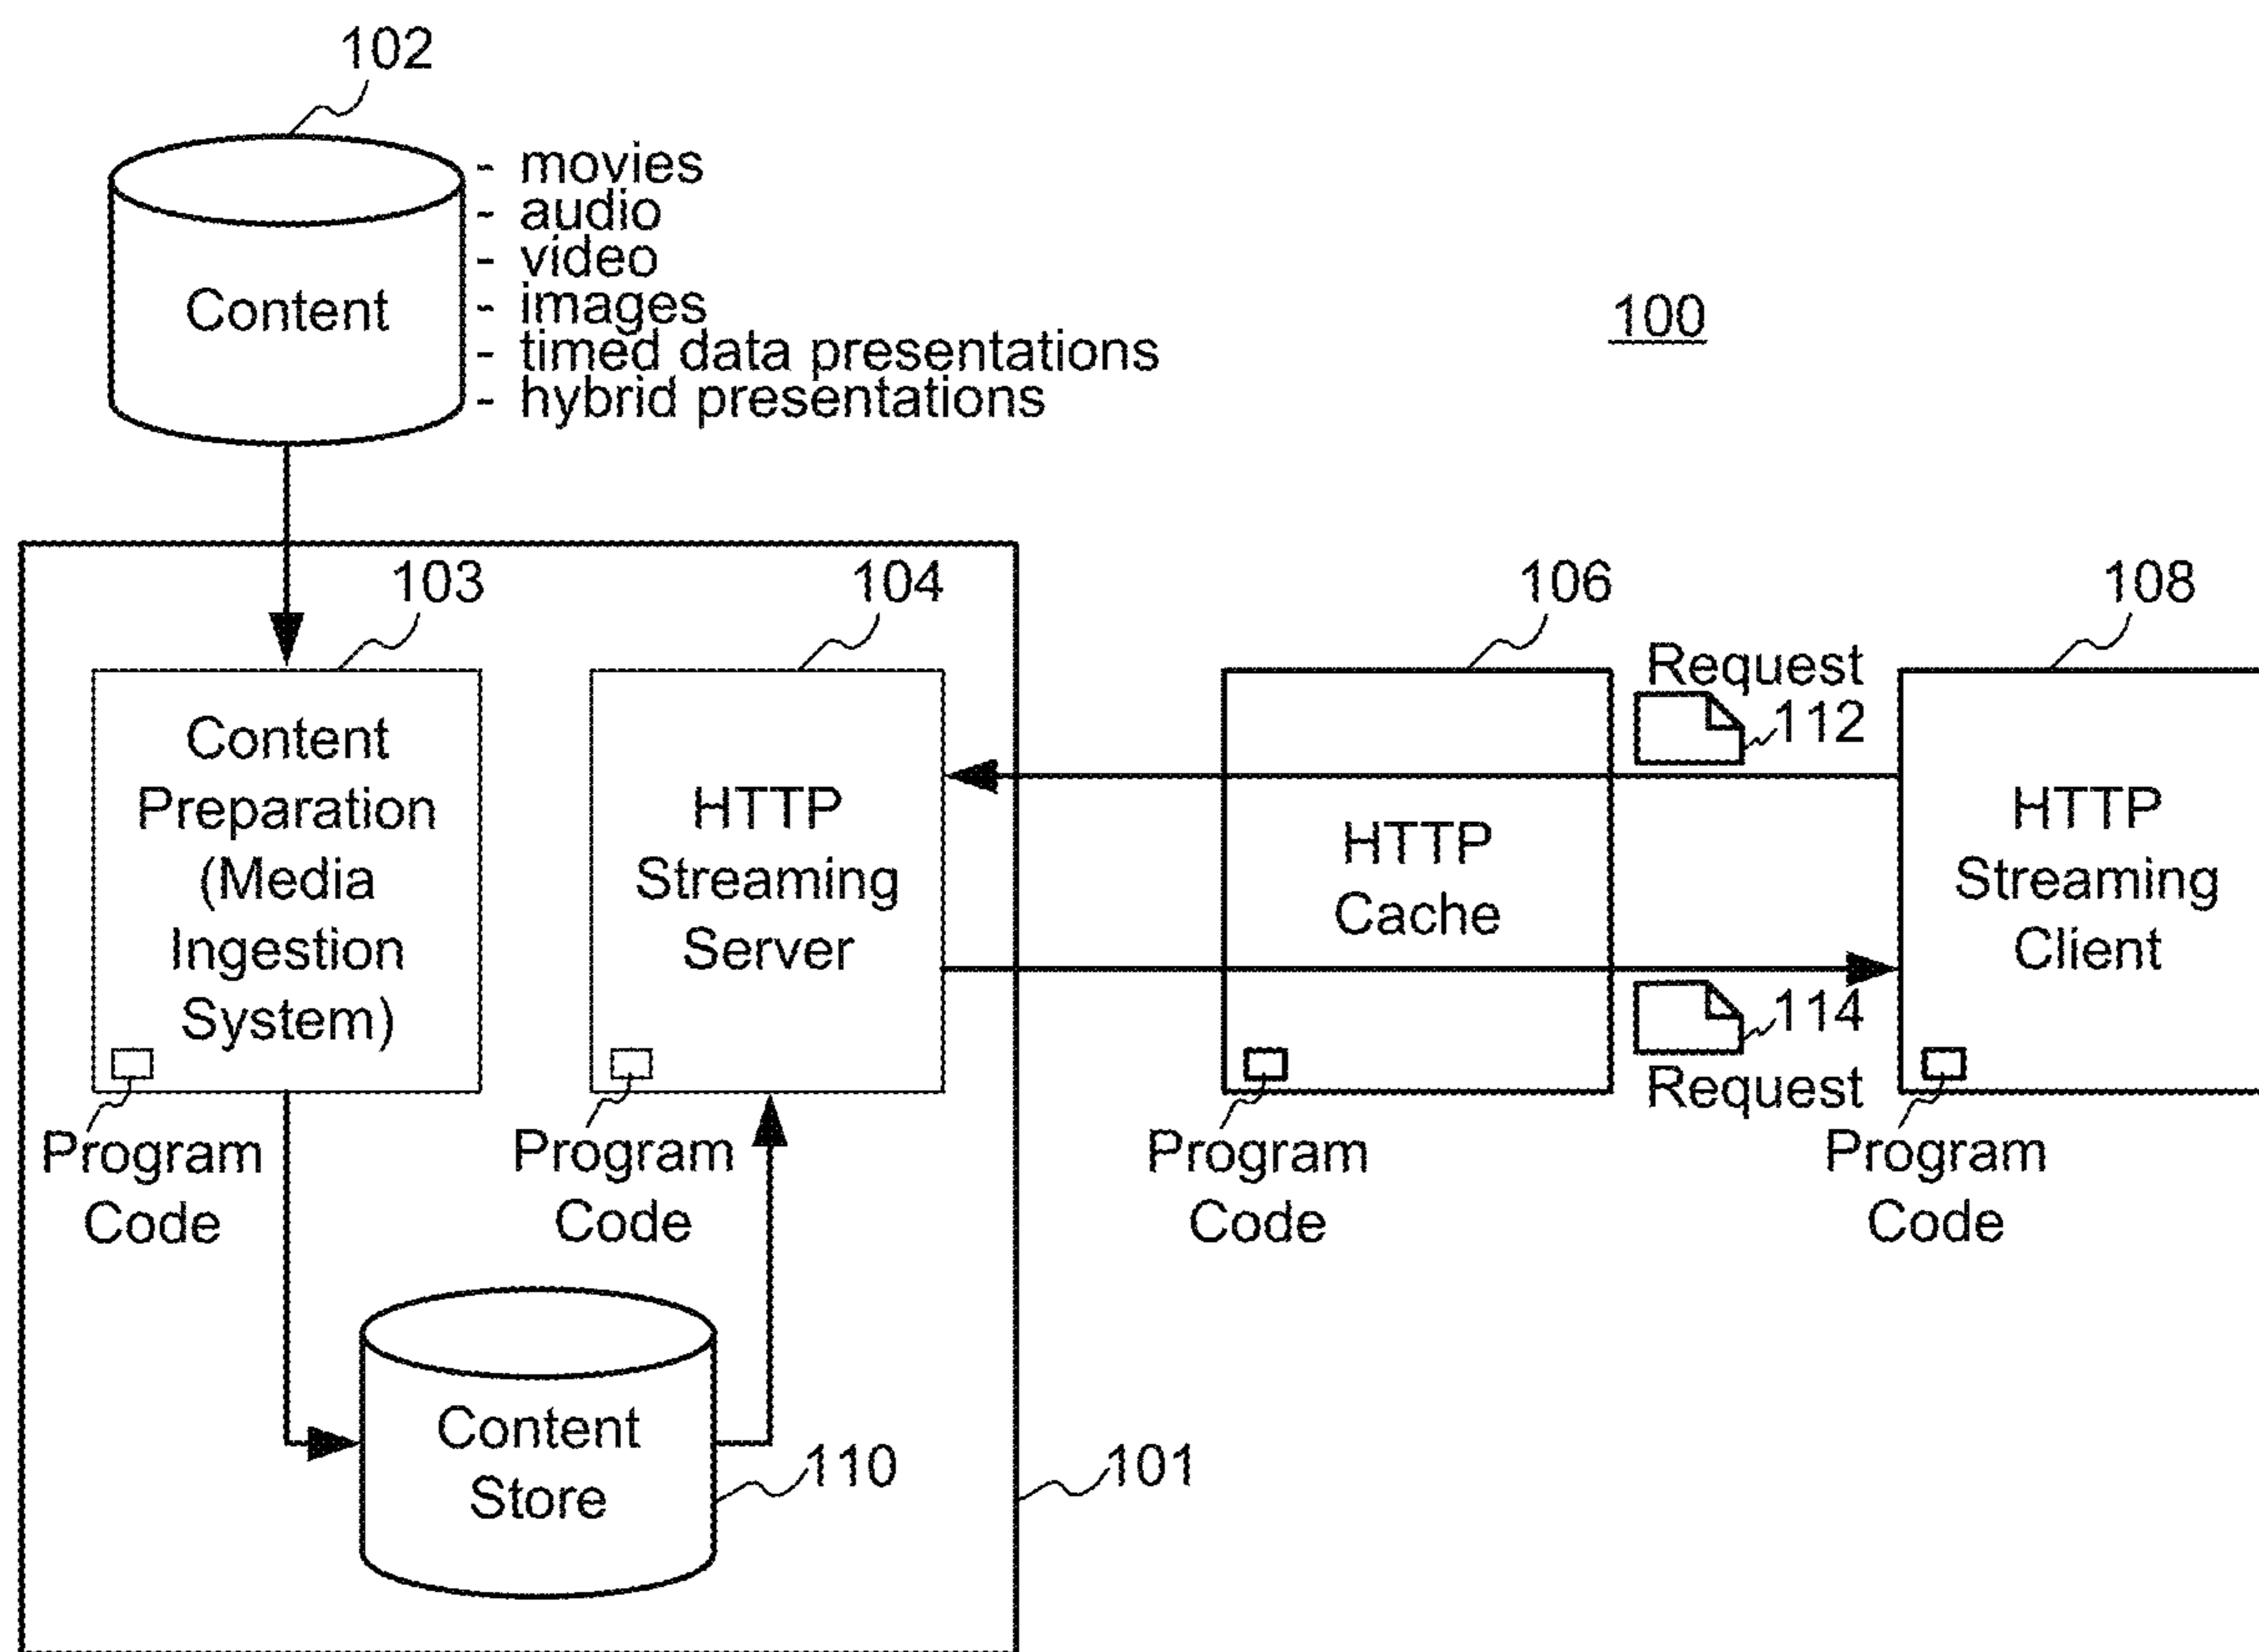 102
- movies
- audio
- video
- images
- timed data presentations
- hybrid presentations
Content
100
103
104
106
108
Content
Preparation
(Media
Ingestion
System)
HTTP
Streaming
Server
HTTP
Cache
Request
112
114
Request
HTTP
Streaming
Client
Program
Code
Program
Code
Program
Code
Program
Code
Content
Store
110
101